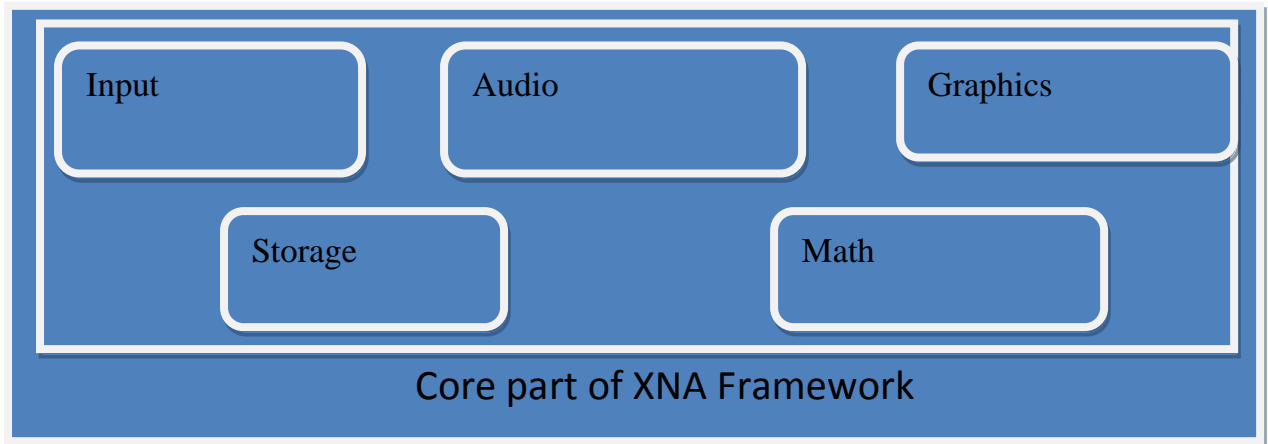 Input
Audio
Graphics
Storage
Math
Core part of XNA Framework